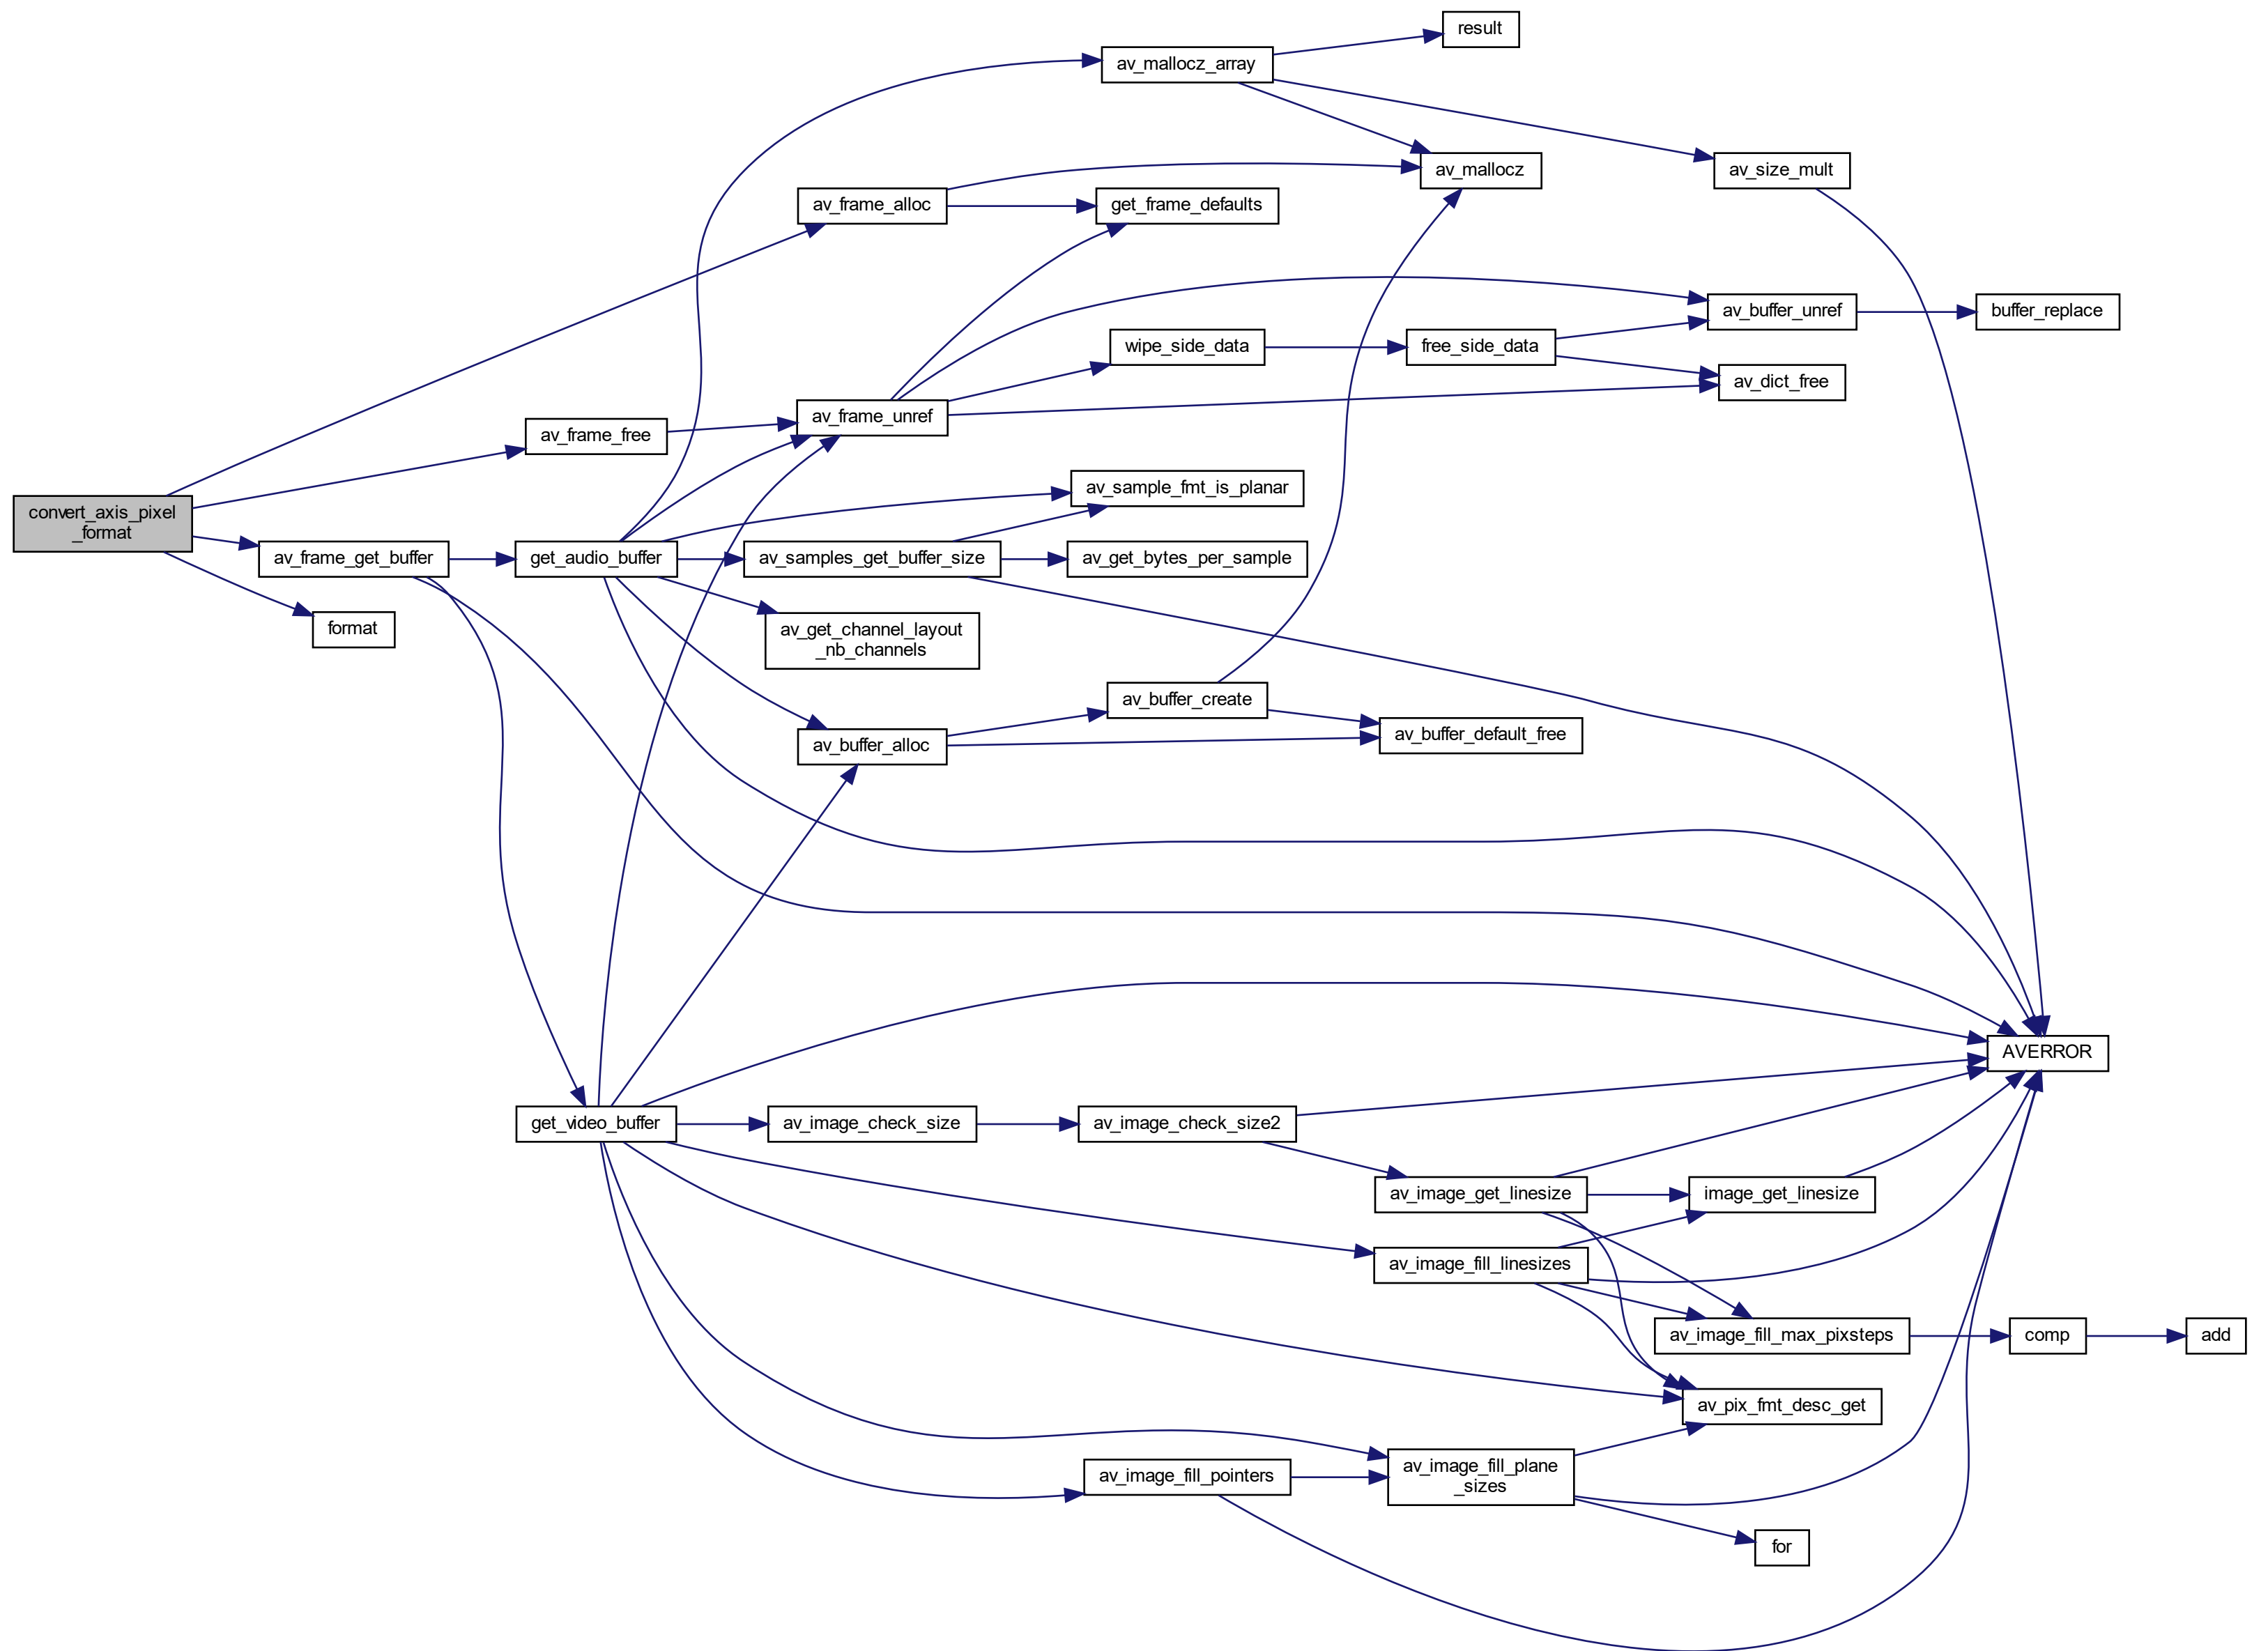 result
av_mallocz_array
av_mallocz
av_size_mult
av_frame_alloc
get_frame_defaults
av_buffer_unref
buffer_replace
wipe_side_data
free_side_data
av_dict_free
av_frame_free
av_frame_unref
convert_axis_pixel
_format
av_sample_fmt_is_planar
av_frame_get_buffer
get_audio_buffer
av_samples_get_buffer_size
av_get_bytes_per_sample
format
av_get_channel_layout
_nb_channels
av_buffer_create
av_buffer_alloc
av_buffer_default_free
AVERROR
get_video_buffer
av_image_check_size
av_image_check_size2
av_image_get_linesize
image_get_linesize
av_image_fill_linesizes
av_image_fill_max_pixsteps
comp
add
av_pix_fmt_desc_get
av_image_fill_pointers
av_image_fill_plane
_sizes
for